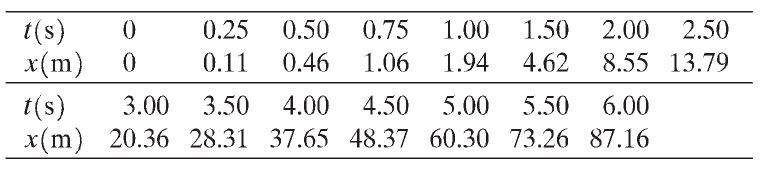 t(s) 0 0.25 0.50 0.75 1.00 1.50 2.00 2.50
x(m) 0 0.11 0.46 1.06 1.94 4.62 8.55 13.79
t(s) 3.00 3.50 4.00 4.50 5.00 5.50 6.00
x(m) 20.36 28.31 37.65 48.37 60.30 73.26 87.16